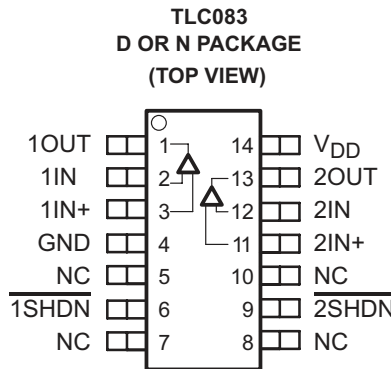 TLC083
D OR N PACKAGE
(TOP VIEW)
1OUT 1 14 VDD
1IN 2 13 2OUT
1IN+ 3 12 2IN
GND 4 11 2IN+
NC 5 10 NC
1SHDN 6 9 2SHDN
NC 7 8 NC